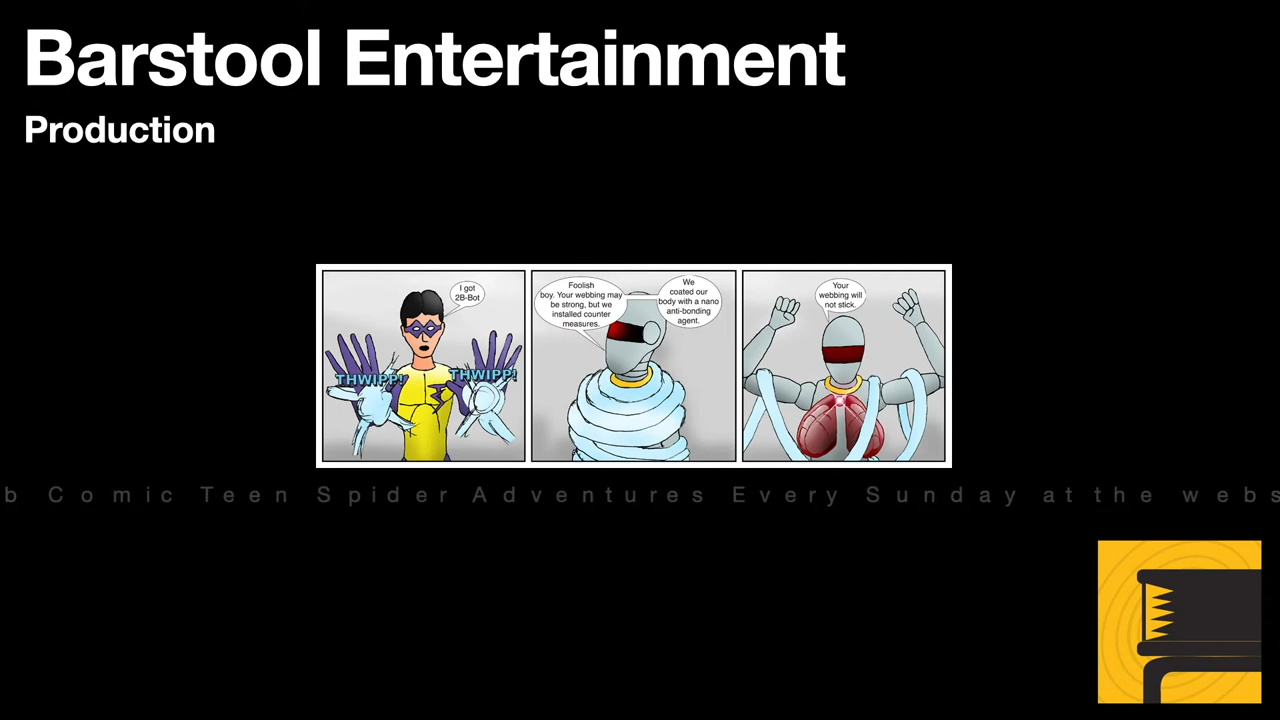 Barstool Entertainment
Production
I got
2B-Bot
THWIPP!
THWIPP!
Foolish
boy. Your webbing may
be strong, but we
installed counter
measures.
We
coated our
body with a nano
anti-bonding
agent.
Your
webbing will
not stick.
b Comic Teen Spider Adventures Every Sunday at the webs